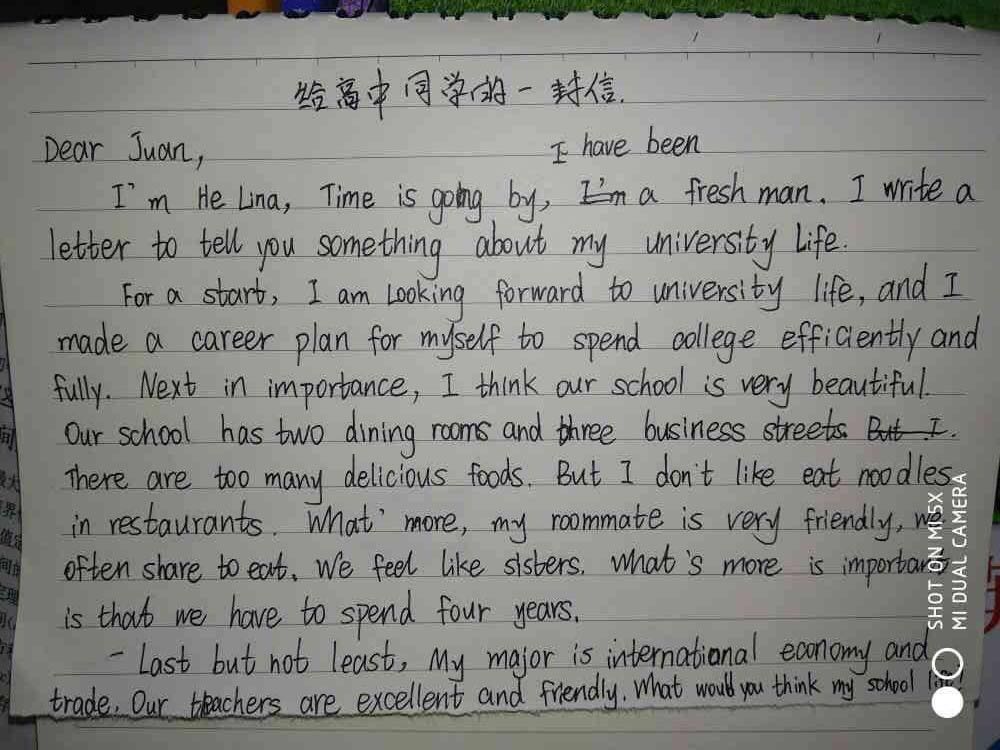 给高中同学的一封信.
Dear Juan,
I have been
I'm He Lina, Time is going by, I'm a fresh man. I write a
letter to tell you something about my university Life.
For a start, I am Looking forward to university life, and I
made a career plan for myself to spend college efficiently and
fully. Next in importance, I think our school is very beautiful.
Our school has two dining rooms and three business streets. But I.
There are too many delicious foods. But I don't like eat noodles
in restaurants. What' more, my roommate is very friendly, we
often share to eat. We feel like sisters. What's more is important
is that we have to spend four years.
- Last but not least, My major is international economy and
trade. Our teachers are excellent and friendly. What would you think my school life.
SHOT ON MI5X
MI DUAL CAMERA